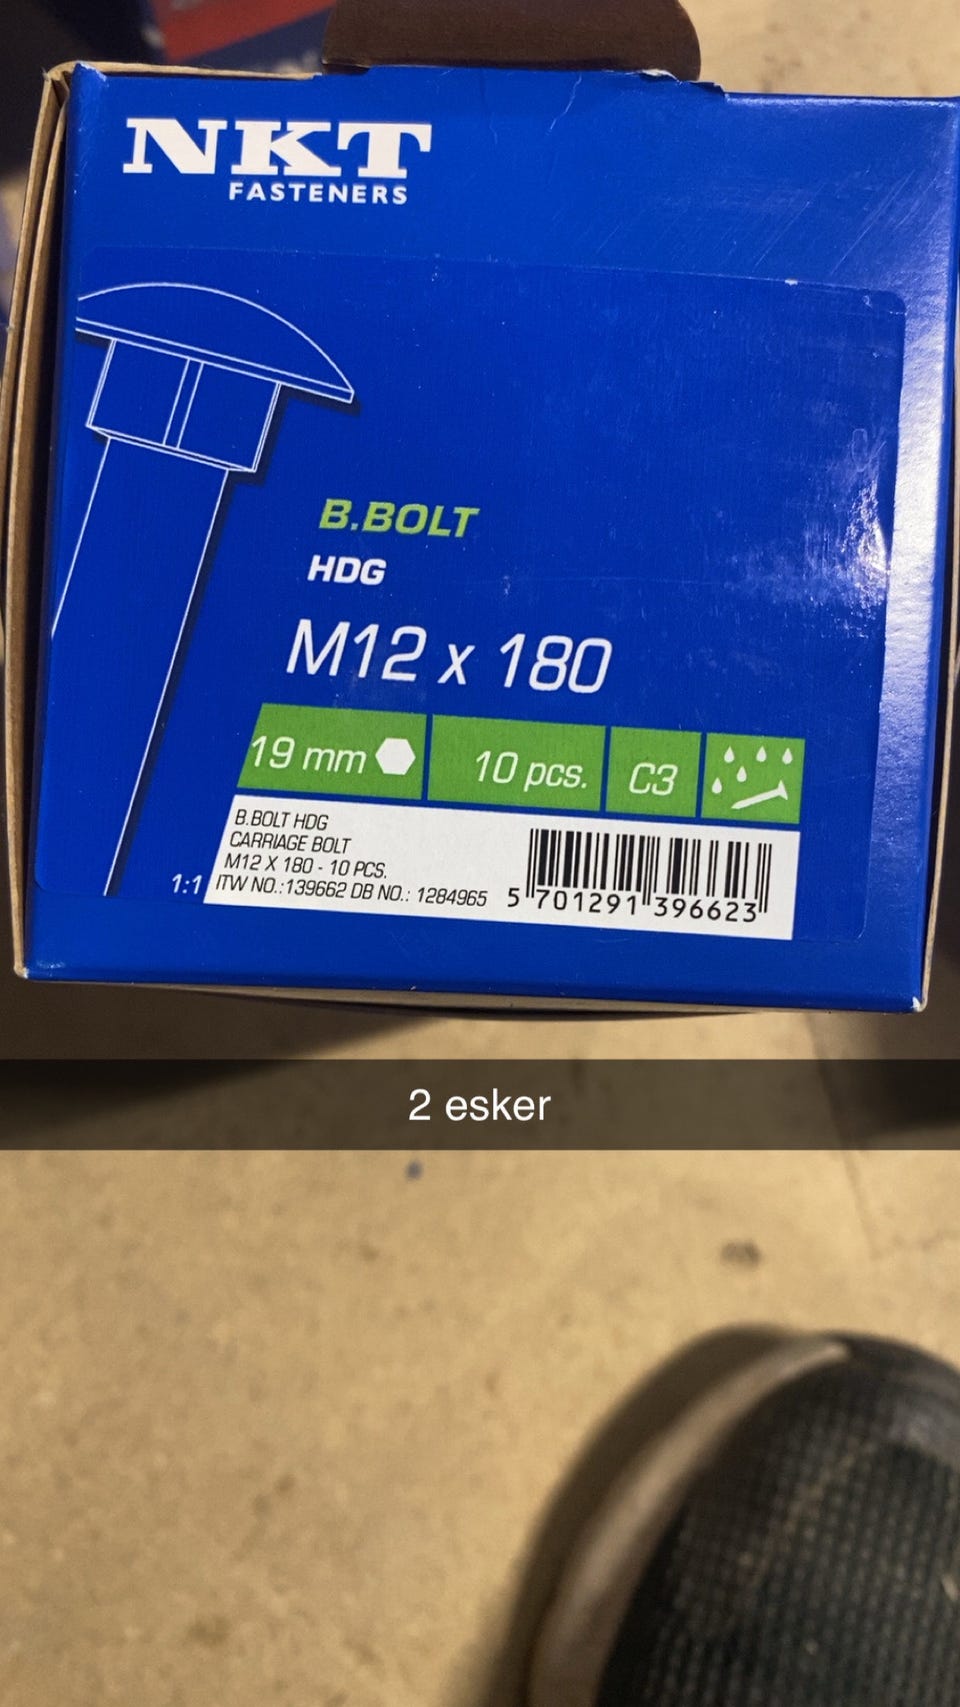 NKT
FASTENERS
B.BOLT
HDG
M12 x 180
19 mm
10 pcs.
C3
B.BOLT HDG
CARRIAGE BOLT
M12 X 180 - 10 PCS.
1:1
ITW NO.:139662 DB NO.: 1284965
5 701291 396623
2 esker